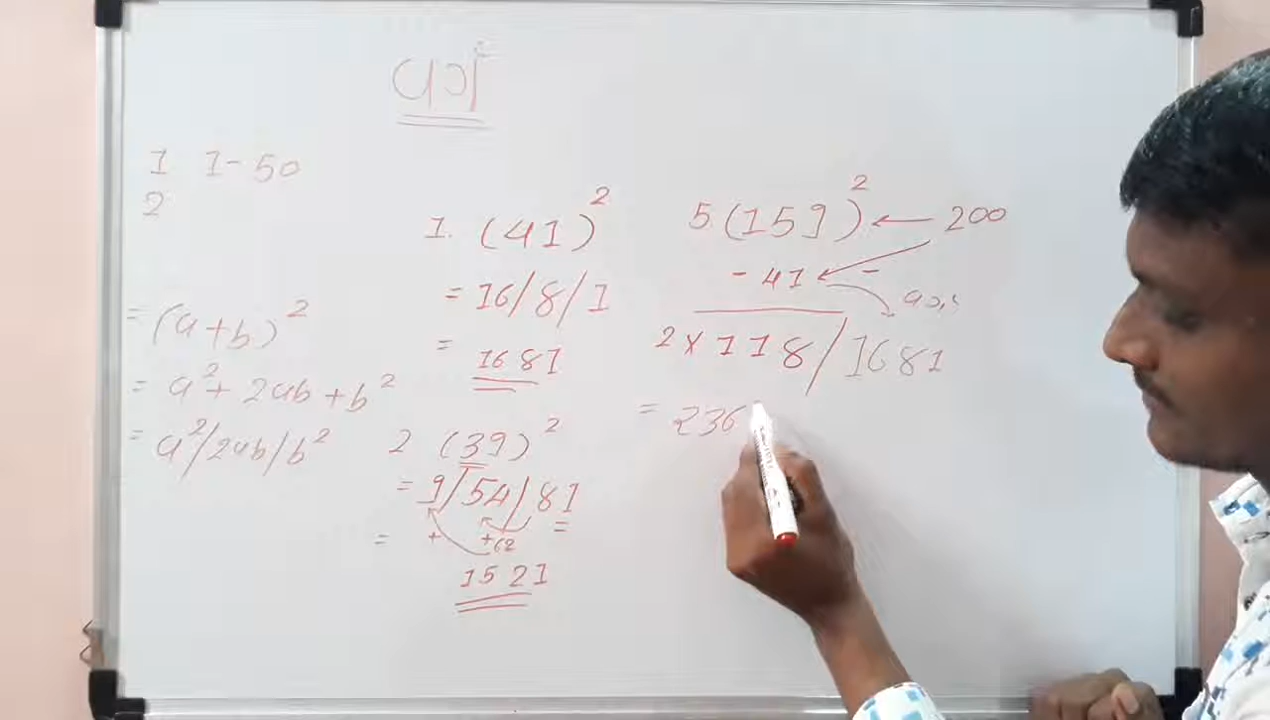 वर्ग
1 1-50
2
= (a+b)²
= a² + 2ab + b²
= a²/2ab/b²
1. (41)²
= 16/8/1
= 1681
2 (39)²
= 9/54/81
= + +62
1521
5 (159)² ← 200
- 41 -
2 × 118/1681
= 236